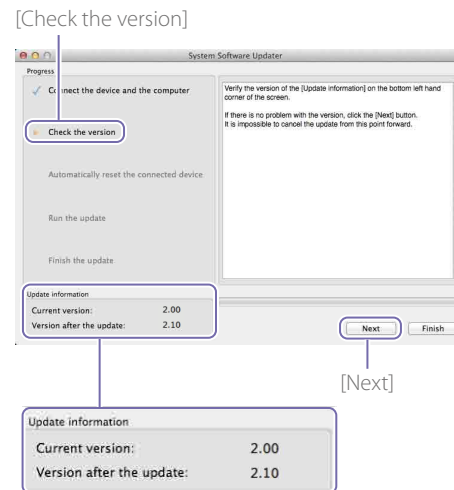 [Check the version]
System Software Updater
Progress
Connect the device and the computer
Check the version
Automatically reset the connected device
Run the update
Finish the update
Verify the version of the [Update information] on the bottom left hand
corner of the screen.
If there is no problem with the version, click the [Next] button.
It is impossible to cancel the update from this point forward.
Update information
Current version: 2.00
Version after the update: 2.10
Next Finish
[Next]
Update information
Current version: 2.00
Version after the update: 2.10